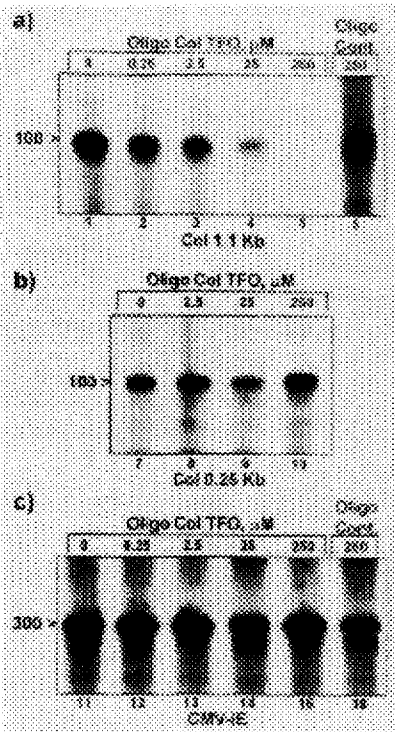 a)
Oligo
Oligo Col TFO, µM
Cont.
0 0.25 2.5 25 250 250
100 >
1 2 3 4 5 6
Col 1.1 Kb
b)
Oligo Col TFO, µM
0 2.5 25 250
100 >
7 8 9 10
Col 0.25 Kb
c)
Oligo
Oligo Col TFO, µM
Cont.
0 0.25 2.5 25 250 250
300 >
11 12 13 14 15 16
CMV-IE